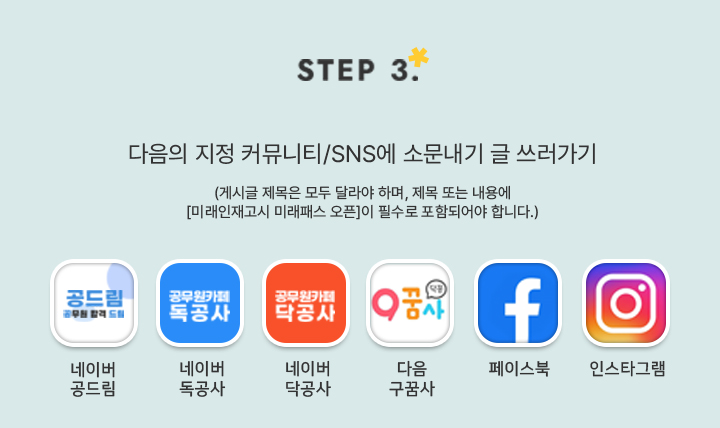 STEP 3.
다음의 지정 커뮤니티/SNS에 소문내기 글 쓰러가기
(게시글 제목은 모두 달라야 하며, 제목 또는 내용에
[미래인재고시 미래패스 오픈]이 필수로 포함되어야 합니다.)
공드림
공무원 합격 드림
공무원카페
독공사
공무원카페
닥공사
9꿈사
닷꿈
네이버
공드림
네이버
독공사
네이버
닥공사
다음
구꿈사
페이스북
인스타그램